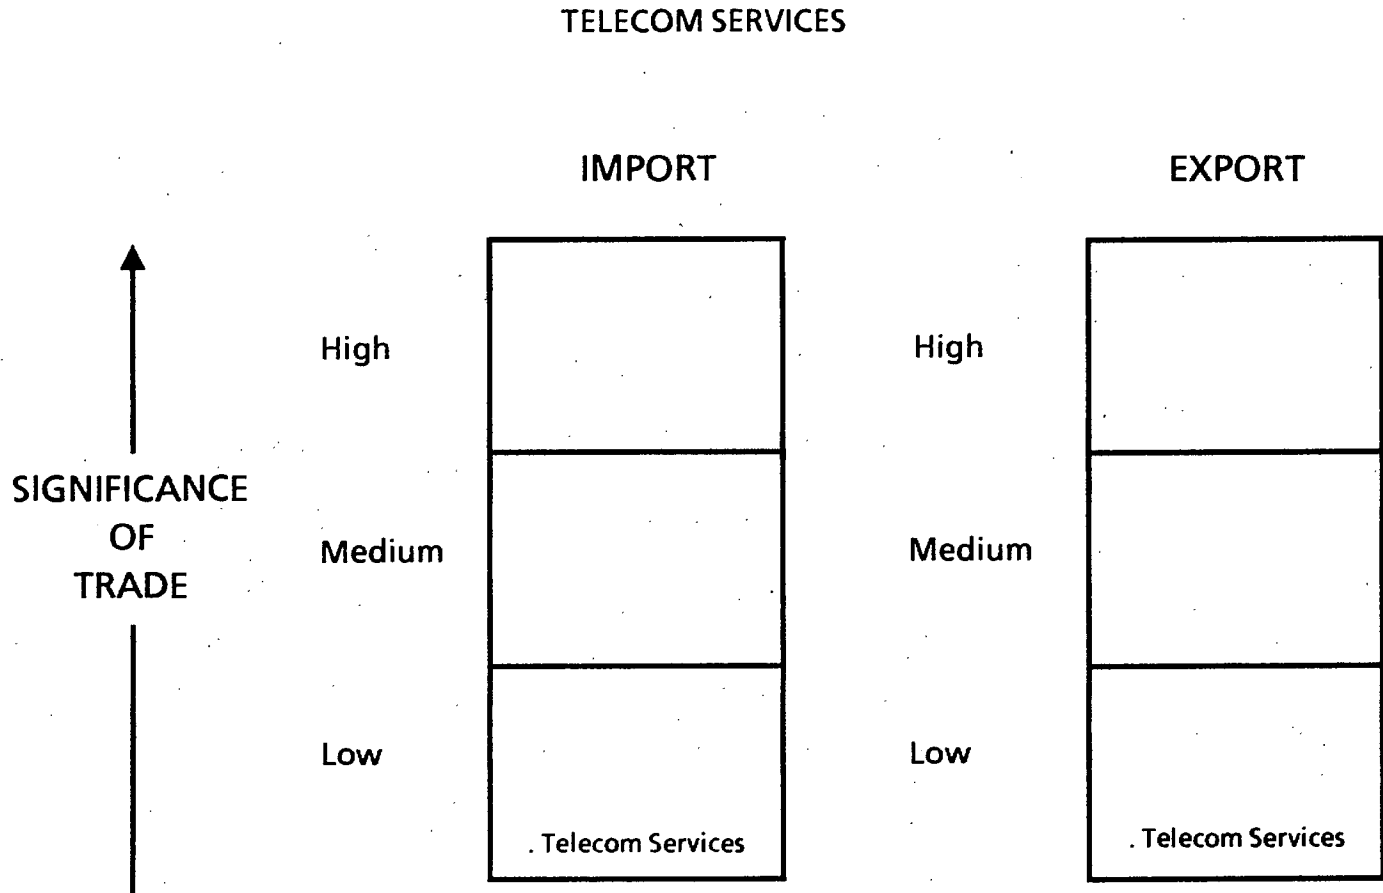 TELECOM SERVICES
IMPORT
EXPORT
High
High
SIGNIFICANCE
OF
TRADE
Medium
Medium
Low
Low
. Telecom Services
. Telecom Services